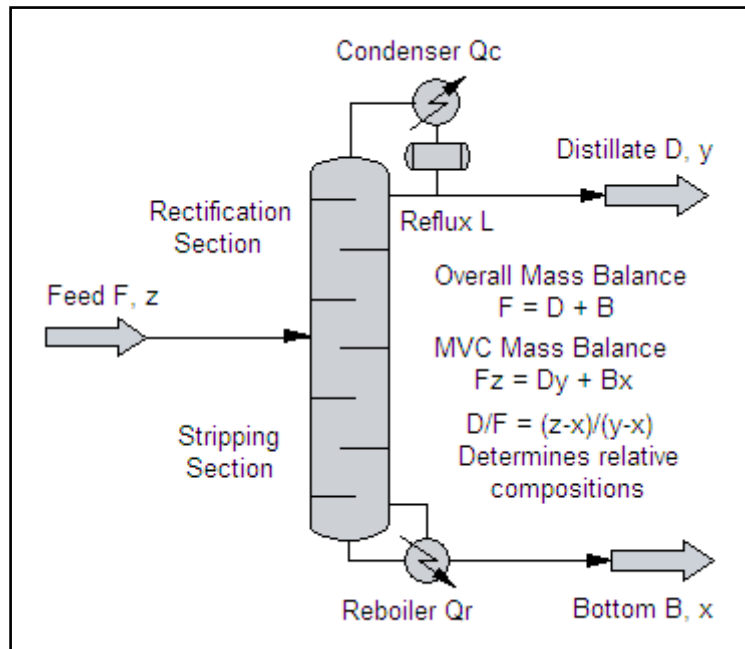 Condenser Qc
Distillate D, y
Rectification
Section
Reflux L
Overall Mass Balance
F = D + B
Feed F, z
MVC Mass Balance
Fz = Dy + Bx
D/F = (z-x)/(y-x)
Determines relative
compositions
Stripping
Section
Reboiler Qr
Bottom B, x